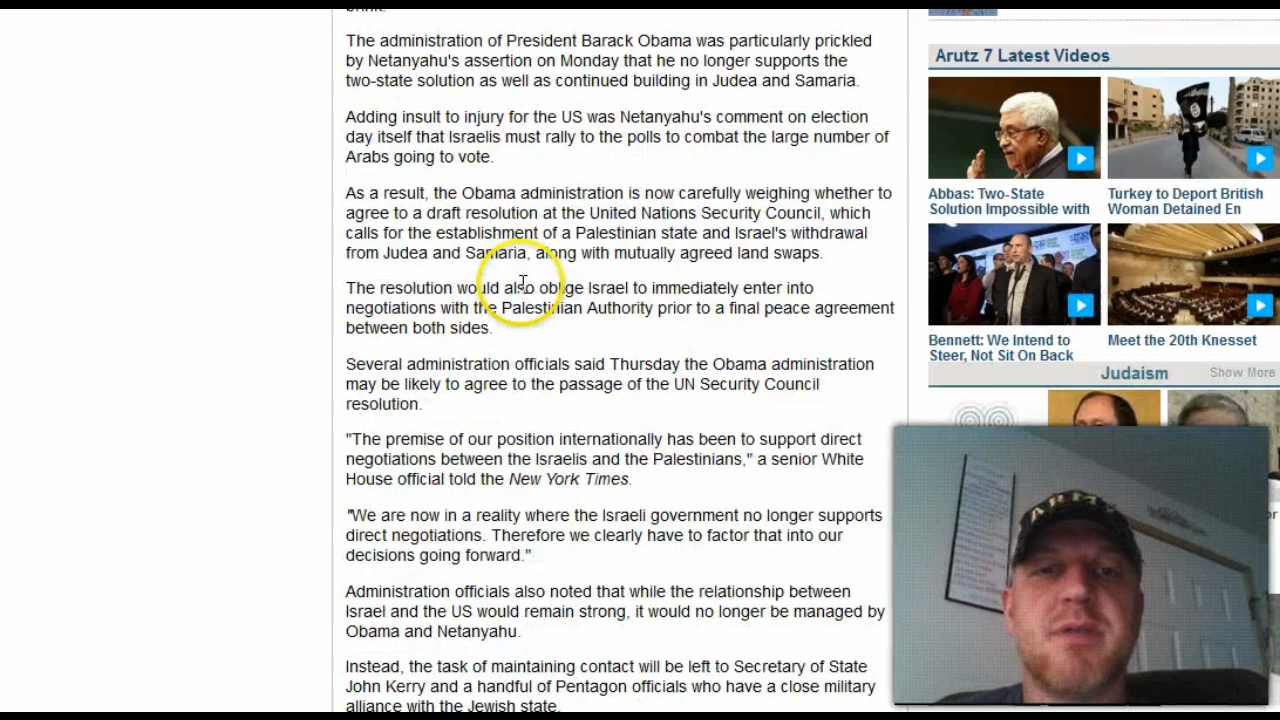 brink.
The administration of President Barack Obama was particularly prickled
by Netanyahu's assertion on Monday that he no longer supports the
two-state solution as well as continued building in Judea and Samaria.
Adding insult to injury for the US was Netanyahu's comment on election
day itself that Israelis must rally to the polls to combat the large number of
Arabs going to vote.
As a result, the Obama administration is now carefully weighing whether to
agree to a draft resolution at the United Nations Security Council, which
calls for the establishment of a Palestinian state and Israel's withdrawal
from Judea and Samaria, along with mutually agreed land swaps.
The resolution would also oblige Israel to immediately enter into
negotiations with the Palestinian Authority prior to a final peace agreement
between both sides.
Several administration officials said Thursday the Obama administration
may be likely to agree to the passage of the UN Security Council
resolution.
"The premise of our position internationally has been to support direct
negotiations between the Israelis and the Palestinians," a senior White
House official told the New York Times.
"We are now in a reality where the Israeli government no longer supports
direct negotiations. Therefore we clearly have to factor that into our
decisions going forward."
Administration officials also noted that while the relationship between
Israel and the US would remain strong, it would no longer be managed by
Obama and Netanyahu.
Instead, the task of maintaining contact will be left to Secretary of State
John Kerry and a handful of Pentagon officials who have a close military
alliance with the Jewish state.
Arutz 7 Latest Videos
Abbas: Two-State
Solution Impossible with
Turkey to Deport British
Woman Detained En
Bennett: We Intend to
Steer, Not Sit On Back
Meet the 20th Knesset
Judaism
Show More